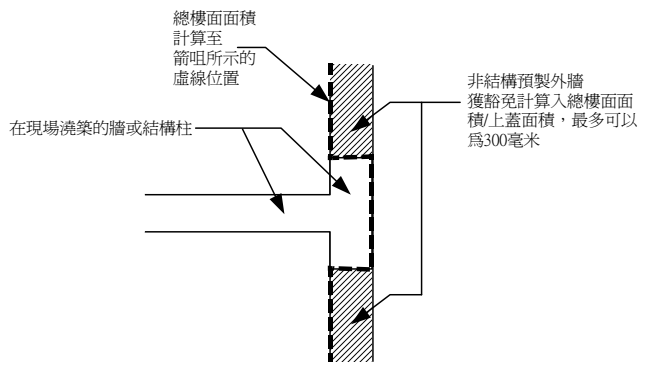 總樓面面積
計算至
箭咀所示的
虛線位置
非結構預製外牆
獲豁免計算入總樓面面
積/上蓋面積，最多可以
爲300毫米
在現場澆築的牆或結構柱